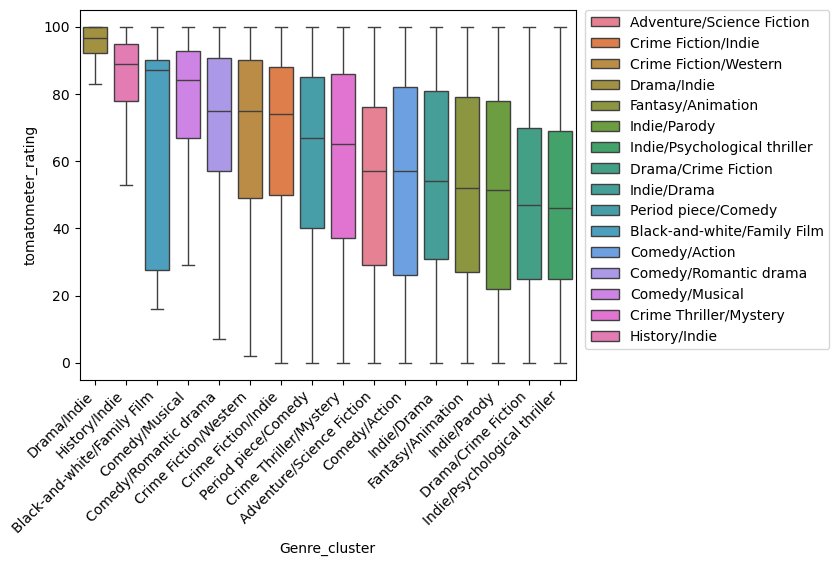 100
80
60
40
20
0
tomatometer_rating
Drama/Indie
History/Indie
Black-and-white/Family Film
Comedy/Musical
Comedy/Romantic drama
Crime Fiction/Western
Crime Fiction/Indie
Period piece/Comedy
Crime Thriller/Mystery
Adventure/Science Fiction
Comedy/Action
Indie/Drama
Fantasy/Animation
Indie/Parody
Drama/Crime Fiction
Indie/Psychological thriller
Genre_cluster
Adventure/Science Fiction
Crime Fiction/Indie
Crime Fiction/Western
Drama/Indie
Fantasy/Animation
Indie/Parody
Indie/Psychological thriller
Drama/Crime Fiction
Indie/Drama
Period piece/Comedy
Black-and-white/Family Film
Comedy/Action
Comedy/Romantic drama
Comedy/Musical
Crime Thriller/Mystery
History/Indie